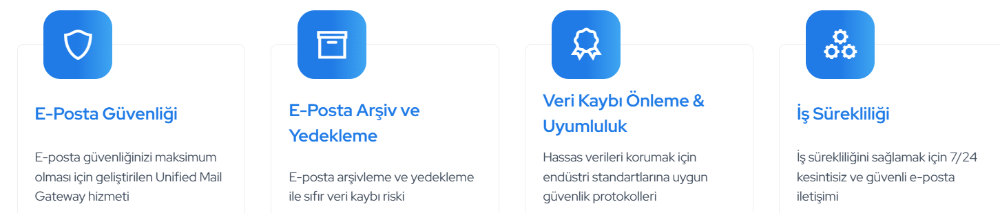 E-Posta Güvenliği
E-posta güvenliğinizi maksimum
olması için geliştirilen Unified Mail
Gateway hizmeti
E-Posta Arşiv ve
Yedekleme
E-posta arşivleme ve yedekleme
ile sıfır veri kaybı riski
Veri Kaybı Önleme &
Uyumluluk
Hassas verileri korumak için
endüstri standartlarına uygun
güvenlik protokolleri
İş Sürekliliği
İş sürekliliğini sağlamak için 7/24
kesintisiz ve güvenli e-posta
iletişimi